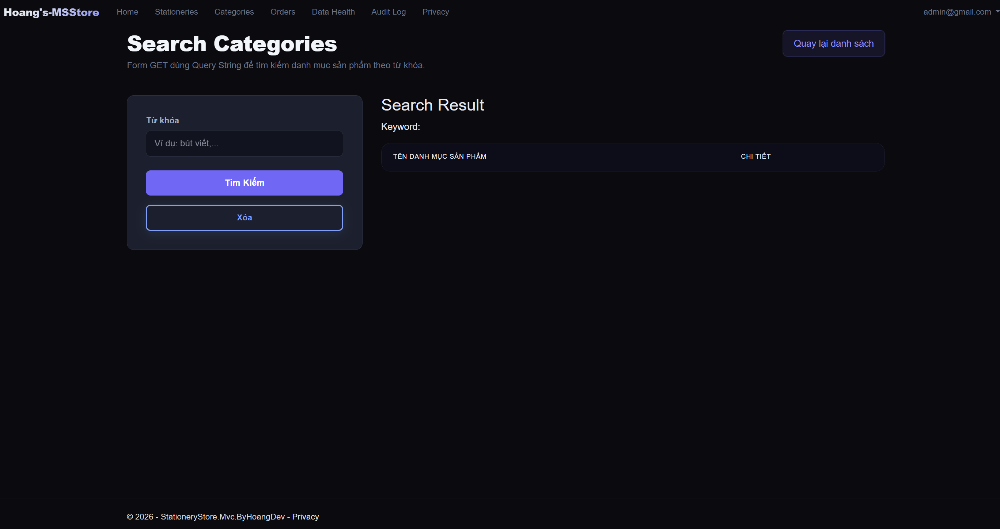 Hoang's-MSStore Home Stationeries Categories Orders Data Health Audit Log Privacy admin@gmail.com
Search Categories
Quay lại danh sách
Form GET dùng Query String để tìm kiếm danh mục sản phẩm theo từ khóa.
Từ khóa
Ví dụ: bút viết,...
Tìm Kiếm
Xóa
Search Result
Keyword:
TÊN DANH MỤC SẢN PHẨM CHI TIẾT
© 2026 - StationeryStore.Mvc.ByHoangDev - Privacy